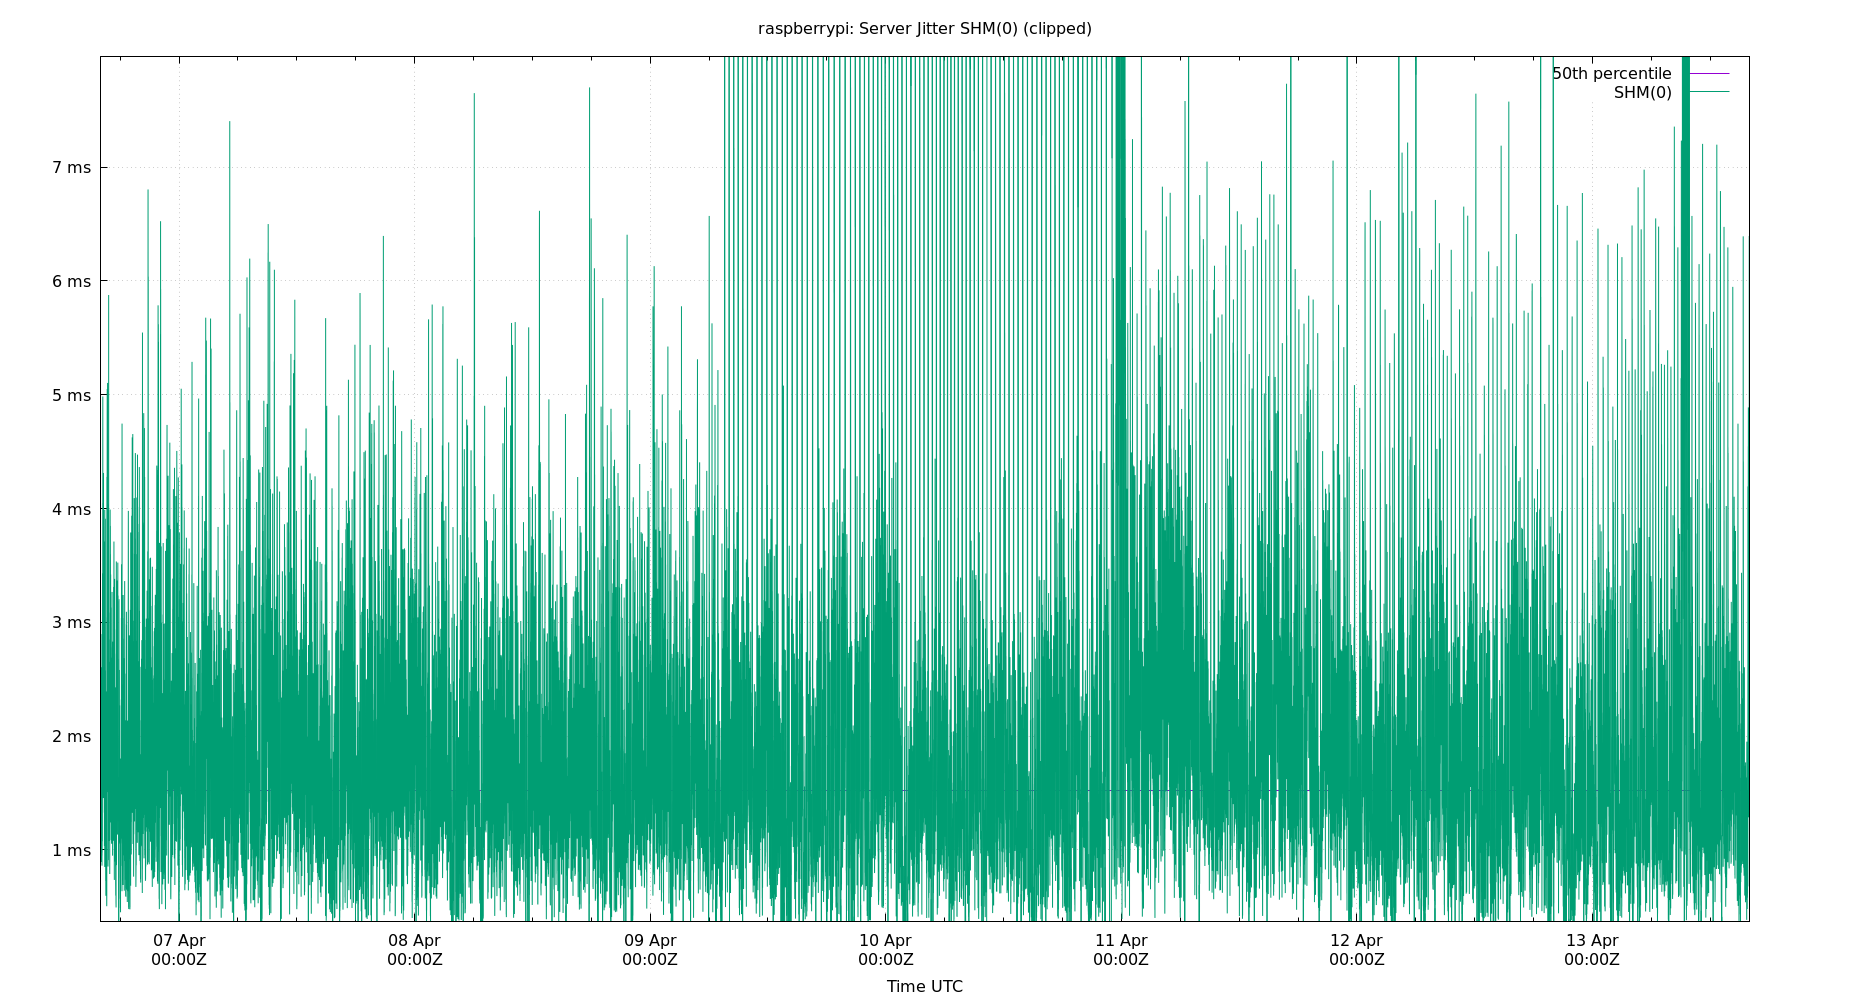 raspberrypi: Server Jitter SHM(0) (clipped)
50th percentile
SHM(0)
7 ms
6 ms
5 ms
4 ms
3 ms
2 ms
1 ms
07 Apr 08 Apr 09 Apr 10 Apr 11 Apr 12 Apr 13 Apr
00:00Z 00:00Z 00:00Z 00:00Z 00:00Z 00:00Z 00:00Z
Time UTC